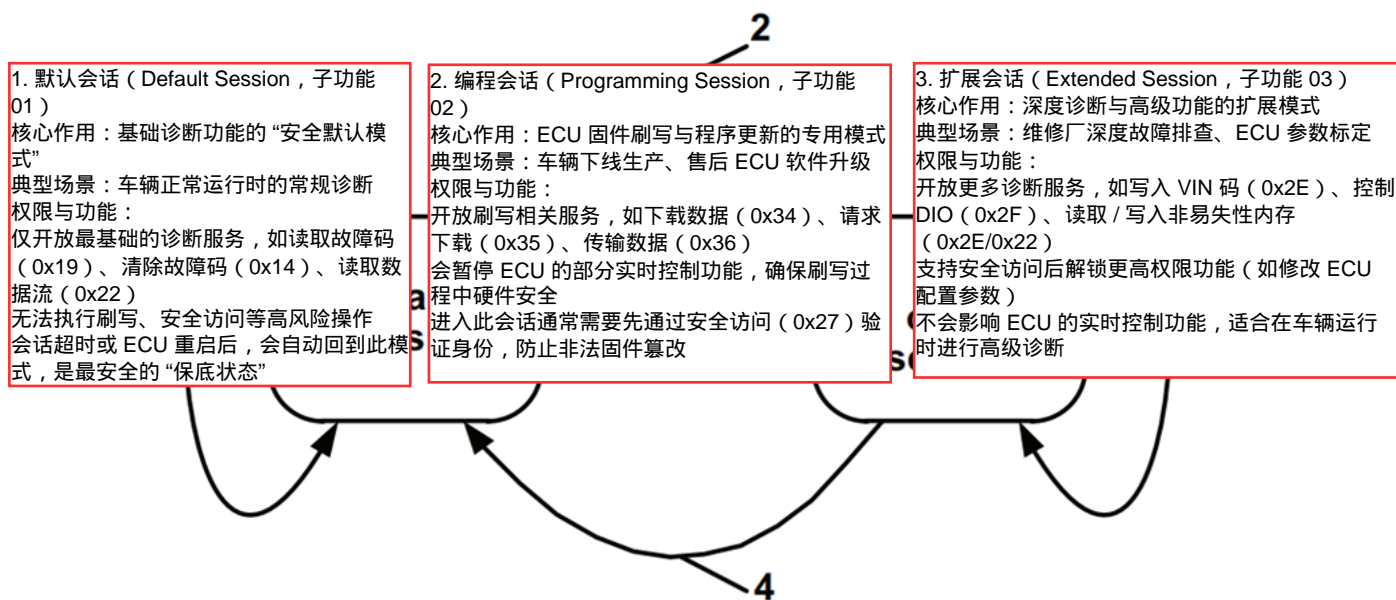 2
1. 默认会话（Default Session，子功能
01）
核心作用：基础诊断功能的 “安全默认模
式”
典型场景：车辆正常运行时的常规诊断
权限与功能：
仅开放最基础的诊断服务，如读取故障码
（0x19）、清除故障码（0x14）、读取数
据流（0x22）
无法执行刷写、安全访问等高风险操作
会话超时或 ECU 重启后，会自动回到此模
式，是最安全的 “保底状态”
2. 编程会话（Programming Session，子功能
02）
核心作用：ECU 固件刷写与程序更新的专用模式
典型场景：车辆下线生产、售后 ECU 软件升级
权限与功能：
开放刷写相关服务，如下载数据（0x34）、请求
下载（0x35）、传输数据（0x36）
会暂停 ECU 的部分实时控制功能，确保刷写过
程中硬件安全
进入此会话通常需要先通过安全访问（0x27）验
证身份，防止非法固件篡改
3. 扩展会话（Extended Session，子功能 03）
核心作用：深度诊断与高级功能的扩展模式
典型场景：维修厂深度故障排查、ECU 参数标定
权限与功能：
开放更多诊断服务，如写入 VIN 码（0x2E）、控制
DIO（0x2F）、读取 / 写入非易失性内存
（0x2E/0x22）
支持安全访问后解锁更高权限功能（如修改 ECU
配置参数）
不会影响 ECU 的实时控制功能，适合在车辆运行
时进行高级诊断
4